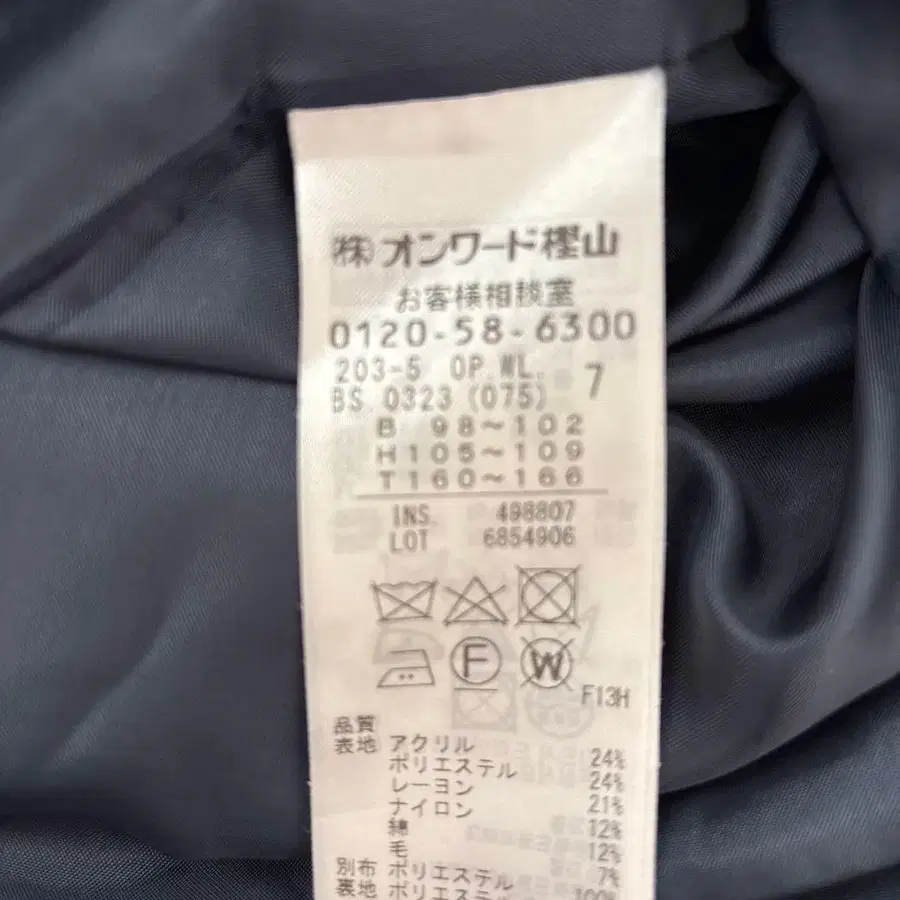 ㈱オンワード樫山
お客様相談室
0120-58-6300
203-5 OP.WL. 7
BS 0323 (075)
B 98～102
H 105～109
T 160～166
INS. 498807
LOT 6854906
F
W
F13H
品質
表地 アクリル 24%
ポリエステル 24%
レーヨン 21%
ナイロン 12%
綿 12%
毛 7%
別布 ポリエステル 100%
裏地 ポリエステル